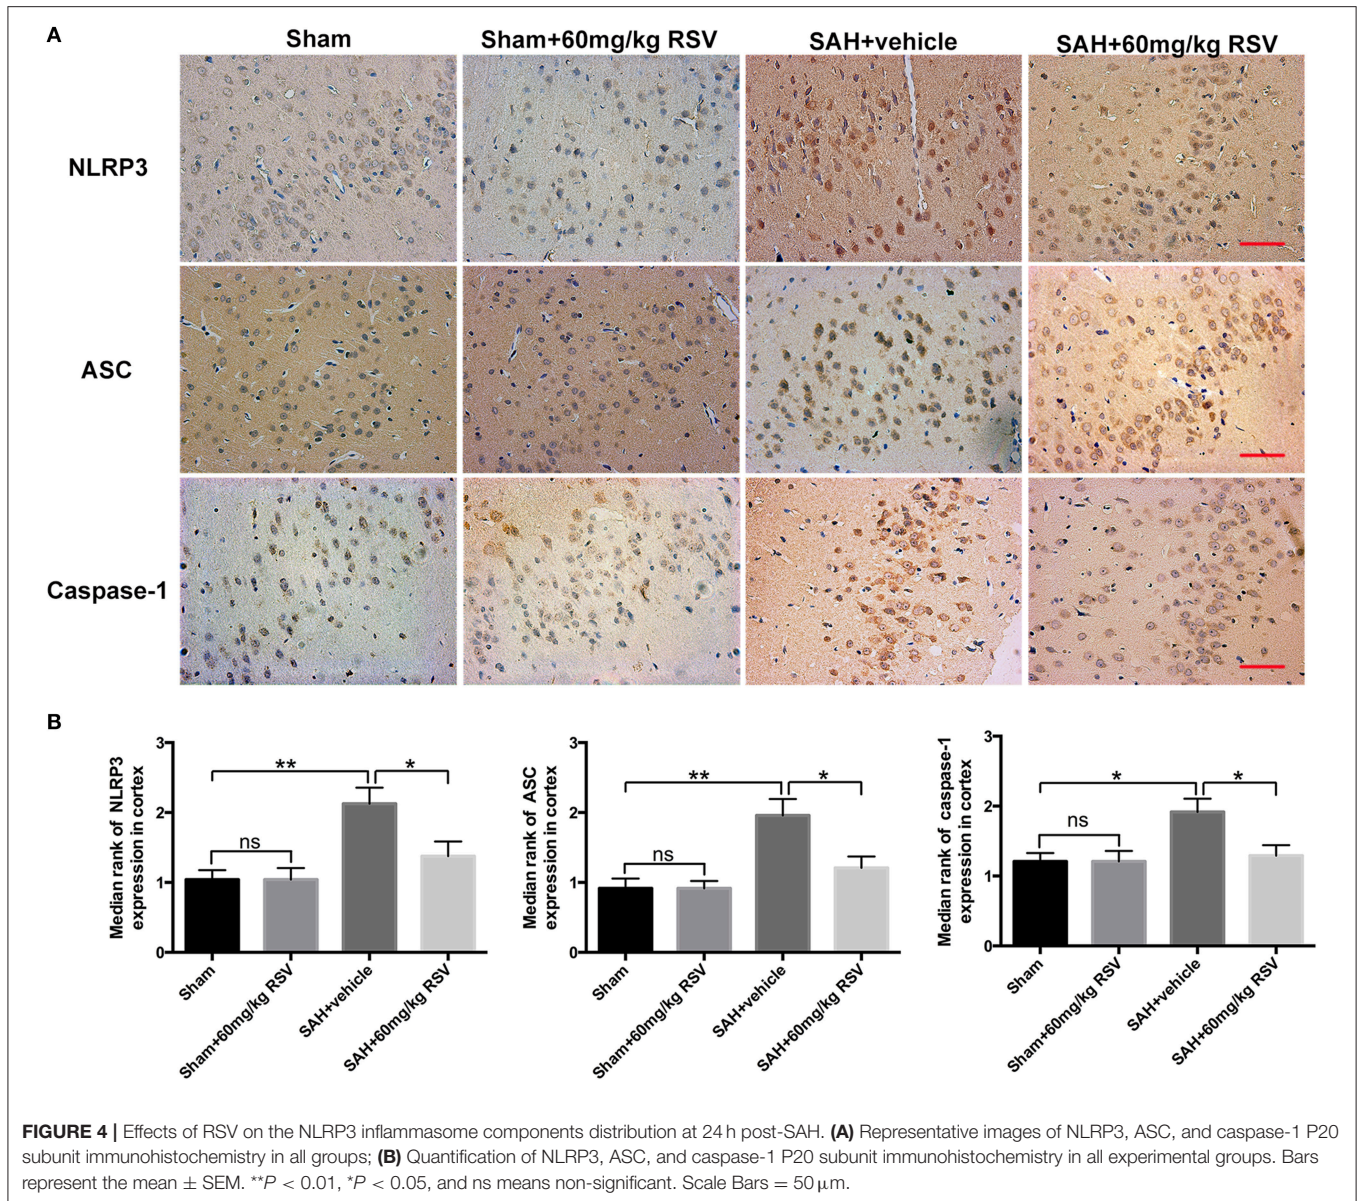 A
Sham
Sham+60mg/kg RSV
SAH+vehicle
SAH+60mg/kg RSV
NLRP3
ASC
Caspase-1
B
Median rank of NLRP3
expression in cortex
3
2
1
0
**
*
ns
Sham
Sham+60mg/kg RSV
SAH+vehicle
SAH+60mg/kg RSV
Median rank of ASC
expression in cortex
3
2
1
0
**
*
ns
Sham
Sham+60mg/kg RSV
SAH+vehicle
SAH+60mg/kg RSV
Median rank of caspase-1
expression in cortex
3
2
1
0
*
*
ns
Sham
Sham+60mg/kg RSV
SAH+vehicle
SAH+60mg/kg RSV
FIGURE 4 | Effects of RSV on the NLRP3 inflammasome components distribution at 24 h post-SAH. (A) Representative images of NLRP3, ASC, and caspase-1 P20
subunit immunohistochemistry in all groups; (B) Quantification of NLRP3, ASC, and caspase-1 P20 subunit immunohistochemistry in all experimental groups. Bars
represent the mean ± SEM. **P < 0.01, *P < 0.05, and ns means non-significant. Scale Bars = 50 µm.